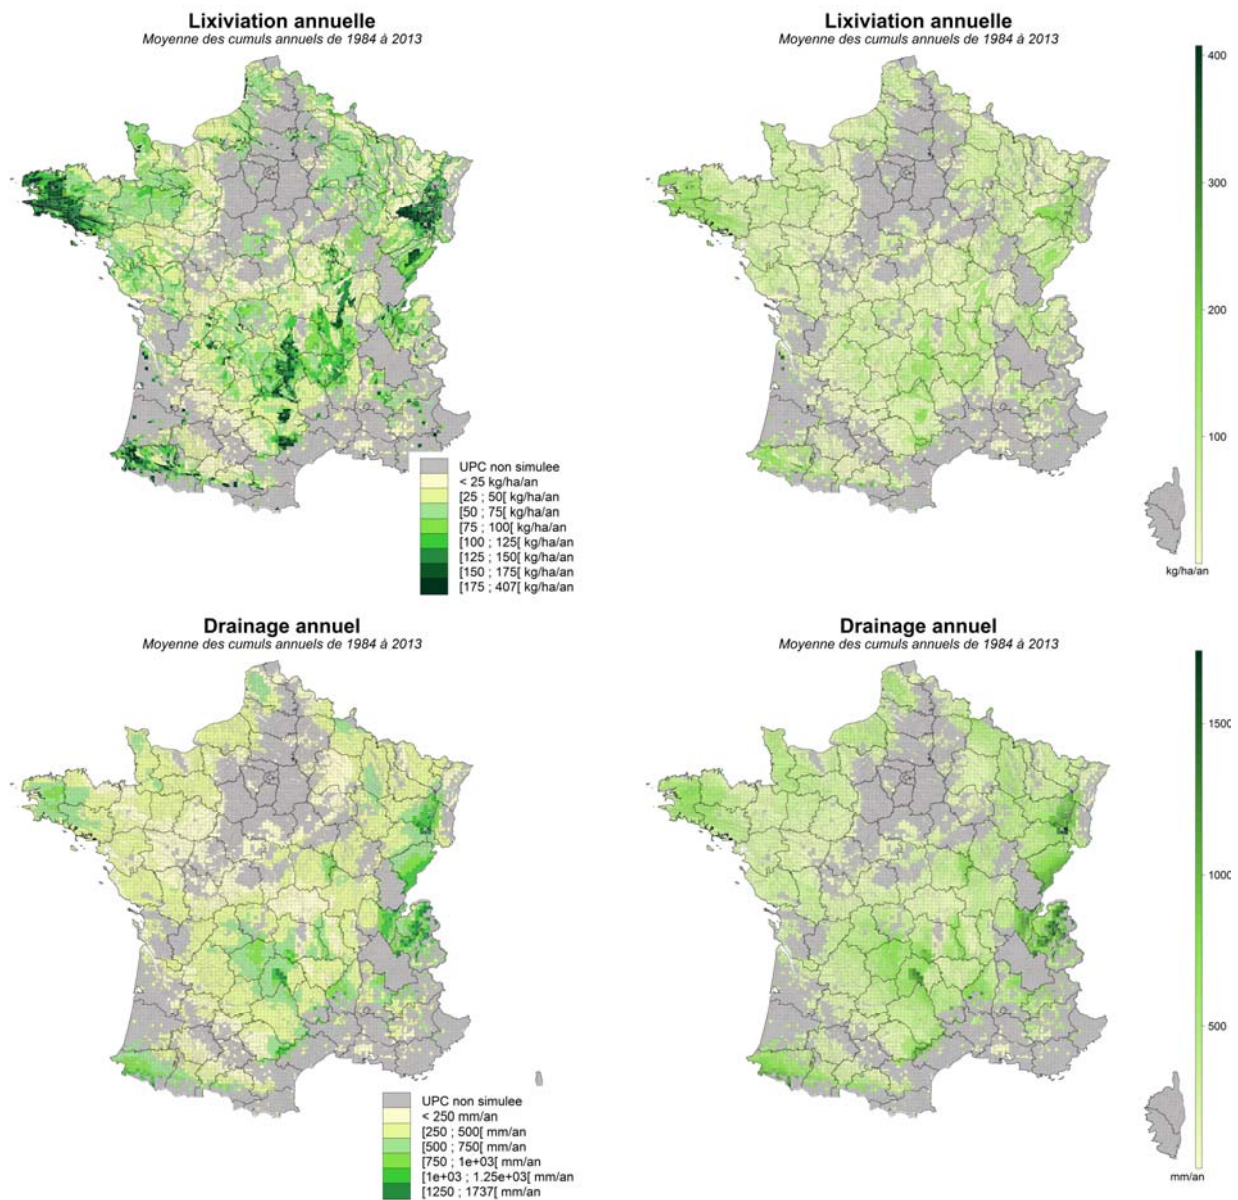 Lixiviation annuelle
Moyenne des cumuls annuels de 1984 à 2013
UPC non simulee
< 25 kg/ha/an
[25 ; 50[ kg/ha/an
[50 ; 75[ kg/ha/an
[75 ; 100[ kg/ha/an
[100 ; 125[ kg/ha/an
[125 ; 150[ kg/ha/an
[150 ; 175[ kg/ha/an
[175 ; 407[ kg/ha/an
Lixiviation annuelle
Moyenne des cumuls annuels de 1984 à 2013
400
300
200
100
kg/ha/an
Drainage annuel
Moyenne des cumuls annuels de 1984 à 2013
UPC non simulee
< 250 mm/an
[250 ; 500[ mm/an
[500 ; 750[ mm/an
[750 ; 1e+03[ mm/an
[1e+03 ; 1.25e+03[ mm/an
[1250 ; 1737[ mm/an
Drainage annuel
Moyenne des cumuls annuels de 1984 à 2013
1500
1000
500
mm/an